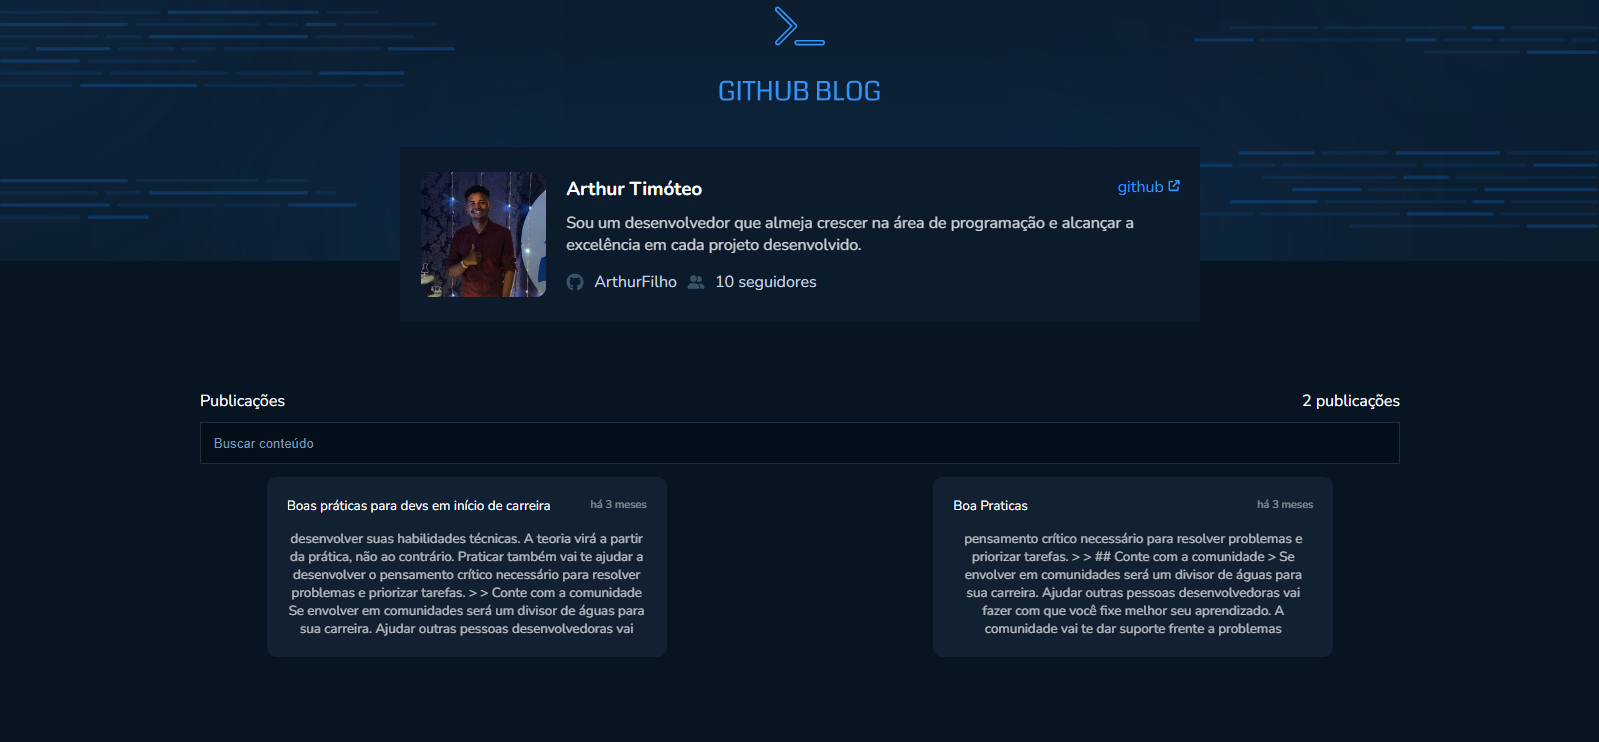 GITHUB BLOG
Arthur Timóteo
github
Sou um desenvolvedor que almeja crescer na área de programação e alcançar a
excelência em cada projeto desenvolvido.
ArthurFilho 10 seguidores
Publicações
2 publicações
Buscar conteúdo
Boas práticas para devs em início de carreira
há 3 meses
desenvolver suas habilidades técnicas. A teoria virá a partir
da prática, não ao contrário. Praticar também vai te ajudar a
desenvolver o pensamento crítico necessário para resolver
problemas e priorizar tarefas. > > Conte com a comunidade
Se envolver em comunidades será um divisor de águas para
sua carreira. Ajudar outras pessoas desenvolvedoras vai
Boa Praticas
há 3 meses
pensamento crítico necessário para resolver problemas e
priorizar tarefas. > > ## Conte com a comunidade > Se
envolver em comunidades será um divisor de águas para
sua carreira. Ajudar outras pessoas desenvolvedoras vai
fazer com que você fixe melhor seu aprendizado. A
comunidade vai te dar suporte frente a problemas